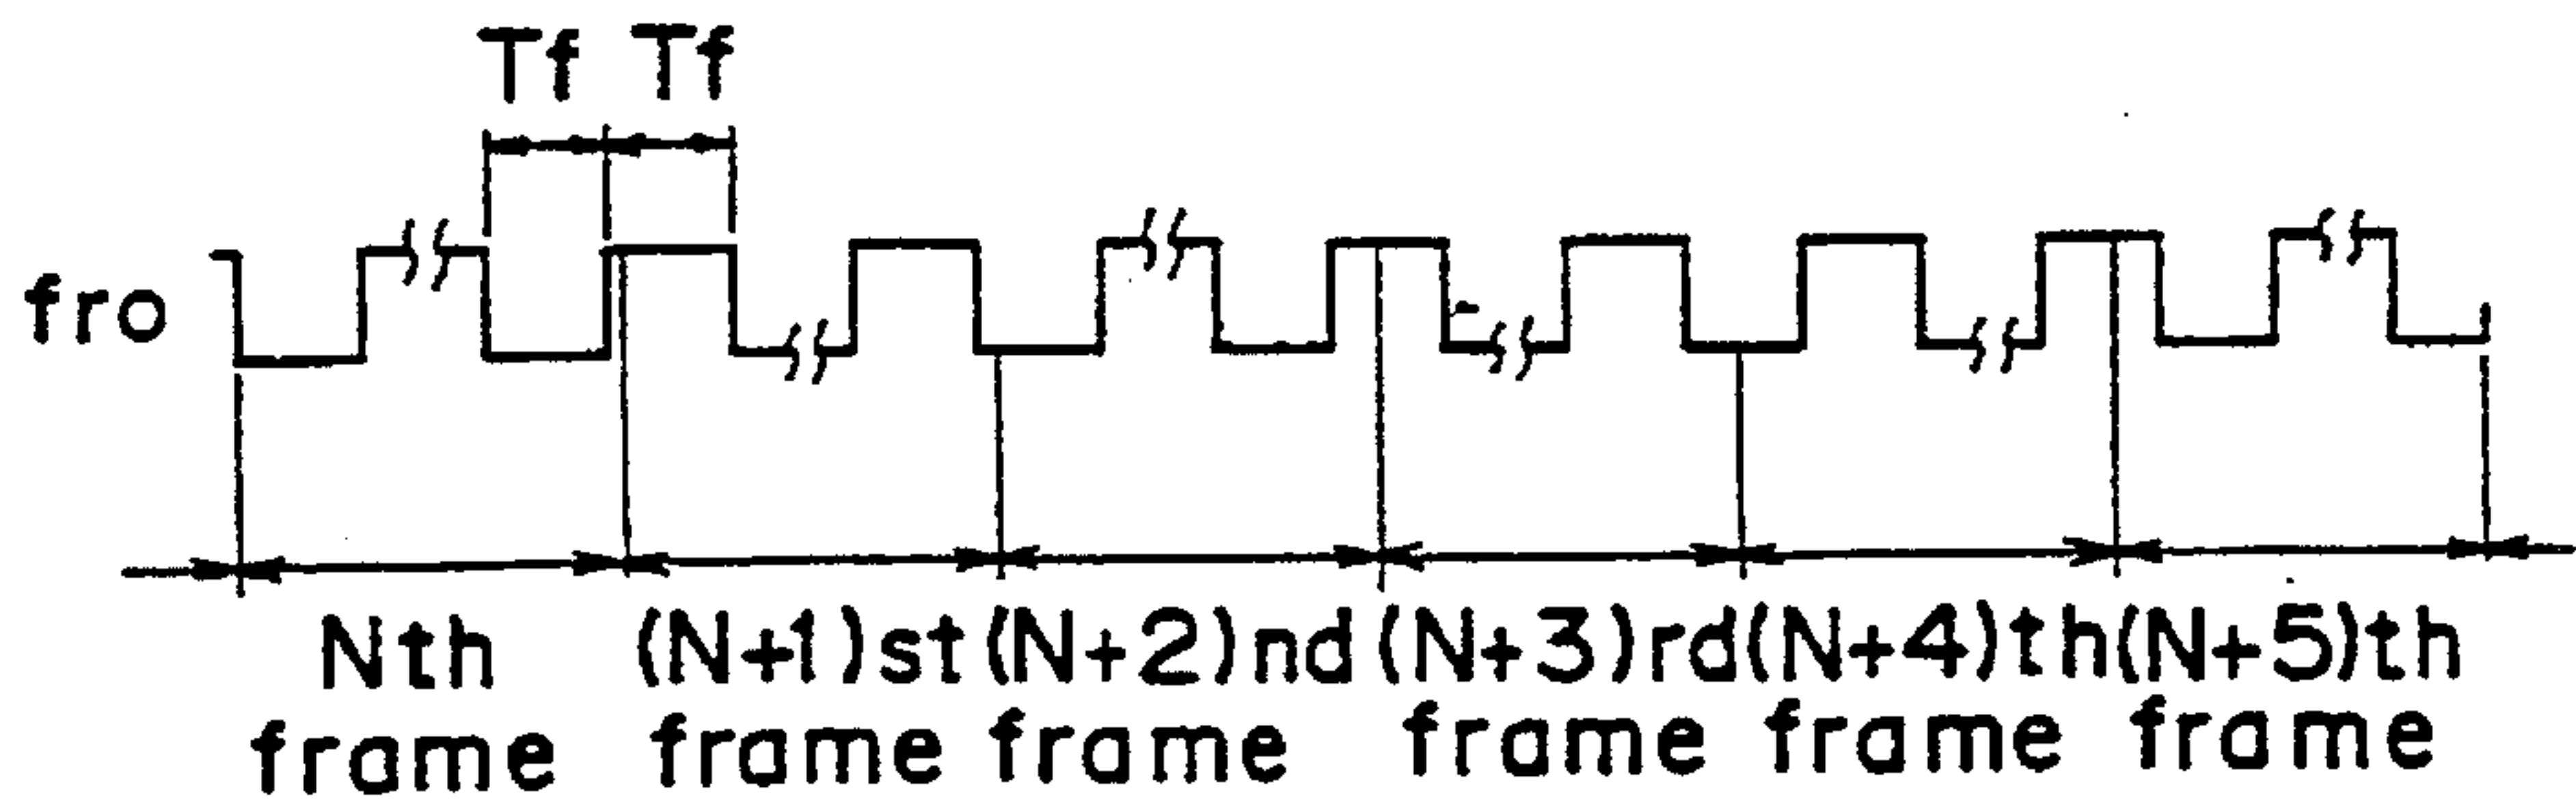 Tf Tf
fro
Nth (N+1)st (N+2)nd (N+3)rd (N+4)th (N+5)th
frame frame frame frame frame frame